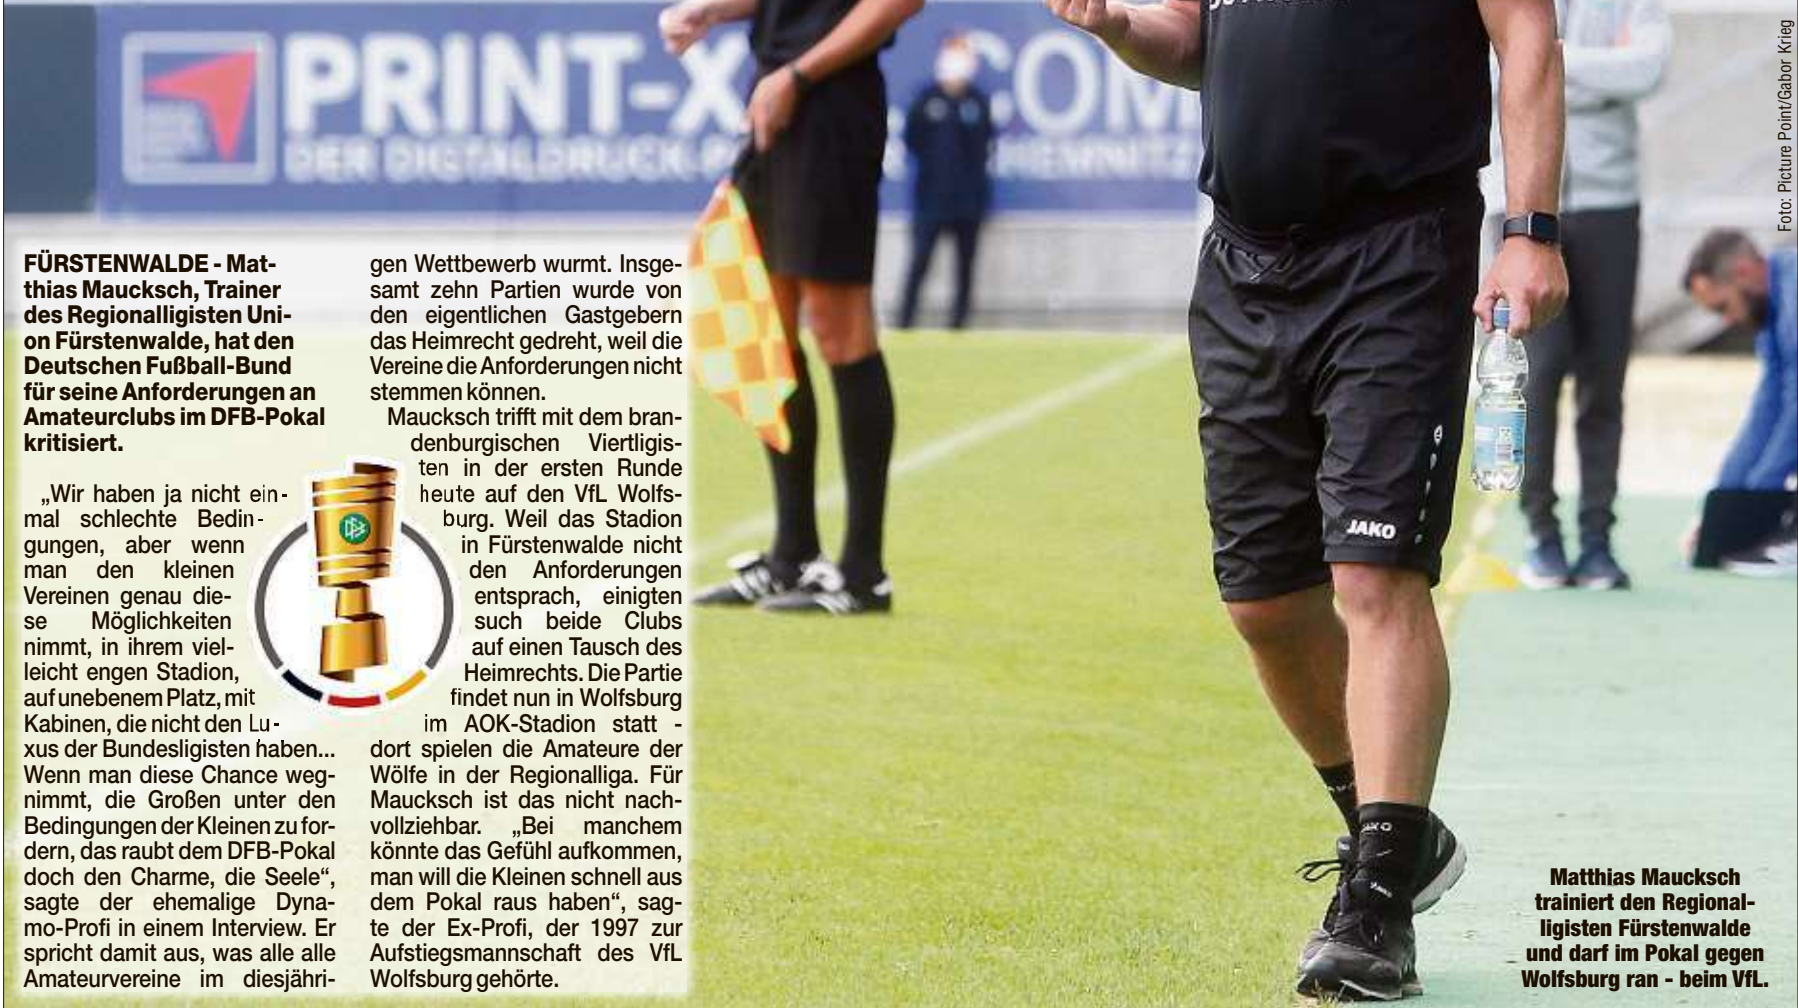 PRINT-X
COM
DER DIGITALDRUCK
CHEMNITZ
Foto: Picture Point/Gabor Krieg
FÜRSTENWALDE - Mat-
thias Maucksch, Trainer
des Regionalligisten Uni-
on Fürstenwalde, hat den
Deutschen Fußball-Bund
für seine Anforderungen an
Amateurclubs im DFB-Pokal
kritisiert.
„Wir haben ja nicht ein-
mal schlechte Bedin-
gungen, aber wenn
man den kleinen
Vereinen genau die-
se Möglichkeiten
nimmt, in ihrem viel-
leicht engen Stadion,
auf unebenem Platz, mit
Kabinen, die nicht den Lu-
xus der Bundesligisten haben...
Wenn man diese Chance weg-
nimmt, die Großen unter den
Bedingungen der Kleinen zu for-
dern, das raubt dem DFB-Pokal
doch den Charme, die Seele“,
sagte der ehemalige Dyna-
mo-Profi in einem Interview. Er
spricht damit aus, was alle alle
Amateurvereine im diesjähri-
gen Wettbewerb wurmt. Insge-
samt zehn Partien wurde von
den eigentlichen Gastgebern
das Heimrecht gedreht, weil die
Vereine die Anforderungen nicht
stemmen können.
Maucksch trifft mit dem bran-
denburgischen Viertligis-
ten in der ersten Runde
heute auf den VfL Wolfs-
burg. Weil das Stadion
in Fürstenwalde nicht
den Anforderungen
entsprach, einigten
such beide Clubs
auf einen Tausch des
Heimrechts. Die Partie
findet nun in Wolfsburg
im AOK-Stadion statt -
dort spielen die Amateure der
Wölfe in der Regionalliga. Für
Maucksch ist das nicht nach-
vollziehbar. „Bei manchem
könnte das Gefühl aufkommen,
man will die Kleinen schnell aus
dem Pokal raus haben“, sag-
te der Ex-Profi, der 1997 zur
Aufstiegsmannschaft des VfL
Wolfsburg gehörte.
DFB
JAKO
JAKO
JAKO
Matthias Maucksch
trainiert den Regional-
ligisten Fürstenwalde
und darf im Pokal gegen
Wolfsburg ran - beim VfL.